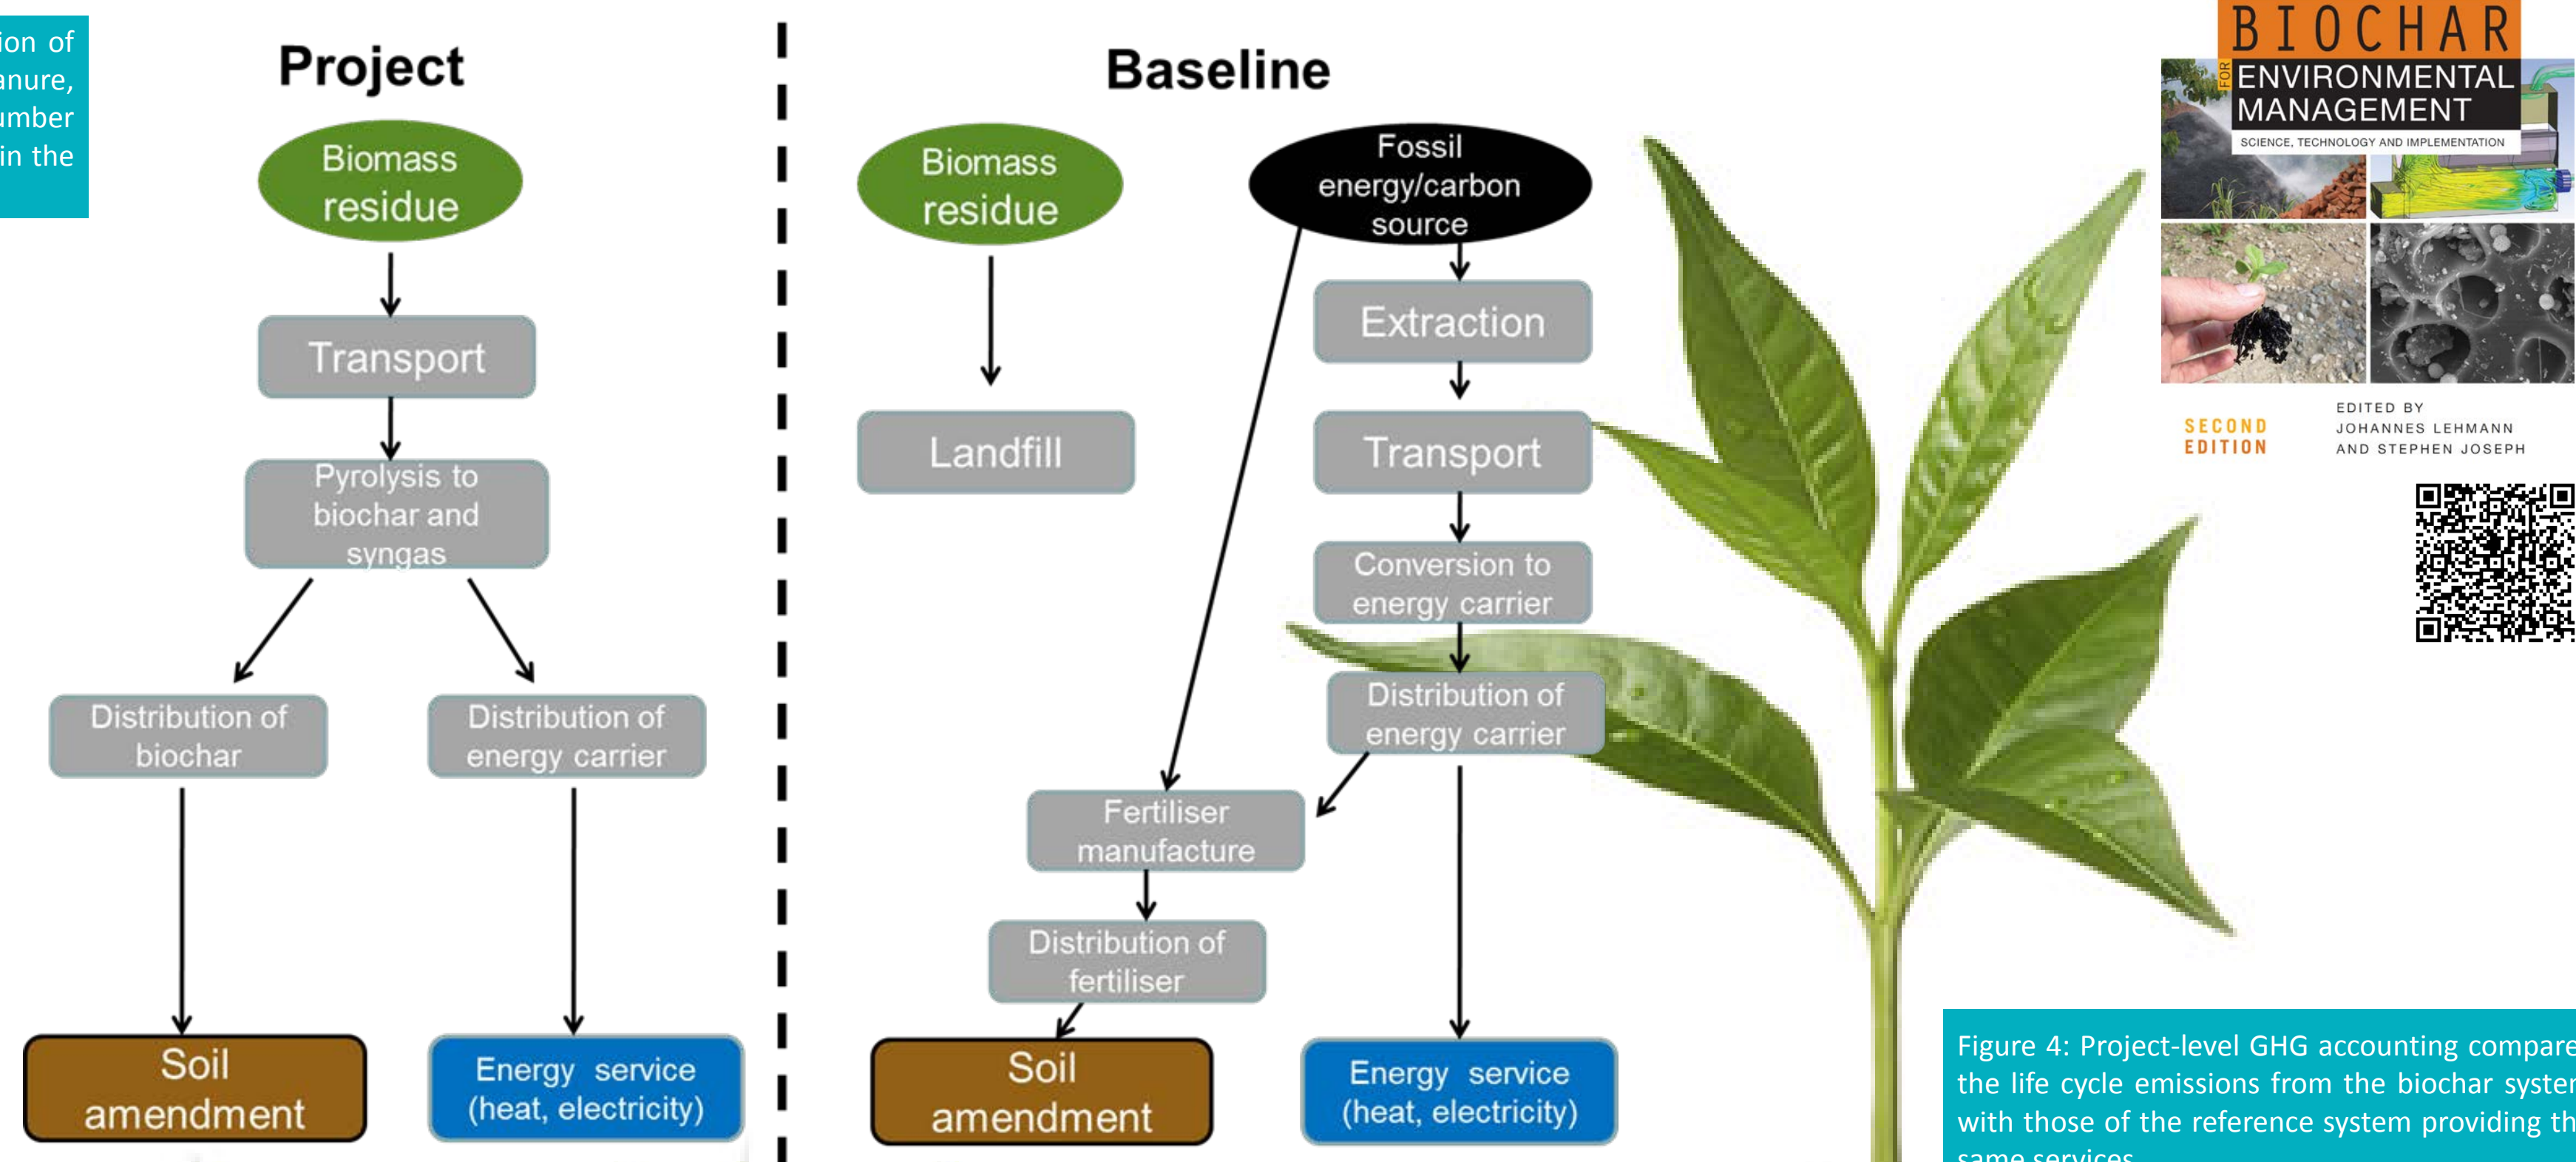 ion of
anure,
umber
in the
Project
Biomass
residue
Transport
Pyrolysis to
biochar and
syngas
Distribution of
biochar
Distribution of
energy carrier
Soil
amendment
Energy service
(heat, electricity)
Baseline
Biomass
residue
Landfill
Fossil
energy/carbon
source
Extraction
Transport
Conversion to
energy carrier
Distribution of
energy carrier
Fertiliser
manufacture
Distribution of
fertiliser
Soil
amendment
Energy service
(heat, electricity)
BIOCHAR
FOR
ENVIRONMENTAL
MANAGEMENT
SCIENCE, TECHNOLOGY AND IMPLEMENTATION
SECOND
EDITION
EDITED BY
JOHANNES LEHMANN
AND STEPHEN JOSEPH
Figure 4: Project-level GHG accounting compare
the life cycle emissions from the biochar system
with those of the reference system providing th
same services